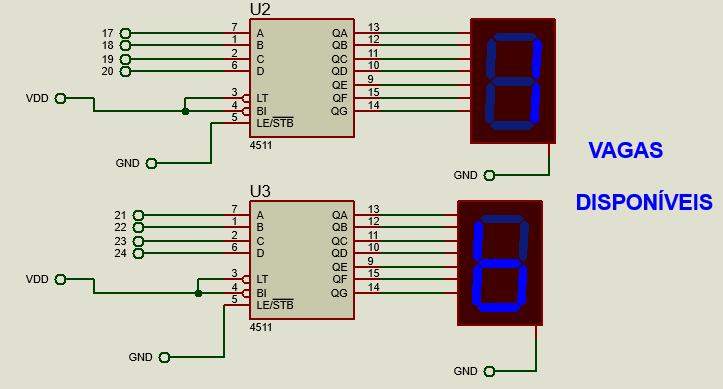 U2
17 7 A QA 13
18 1 B QB 12
19 2 C QC 11
20 6 D QD 10
QE 9
VDD 3 LT QF 15
4 BI QG 14
5 LE/STB
4511
GND
GND
VAGAS
DISPONÍVEIS
U3
21 7 A QA 13
22 1 B QB 12
23 2 C QC 11
24 6 D QD 10
QE 9
VDD 3 LT QF 15
4 BI QG 14
5 LE/STB
4511
GND
GND